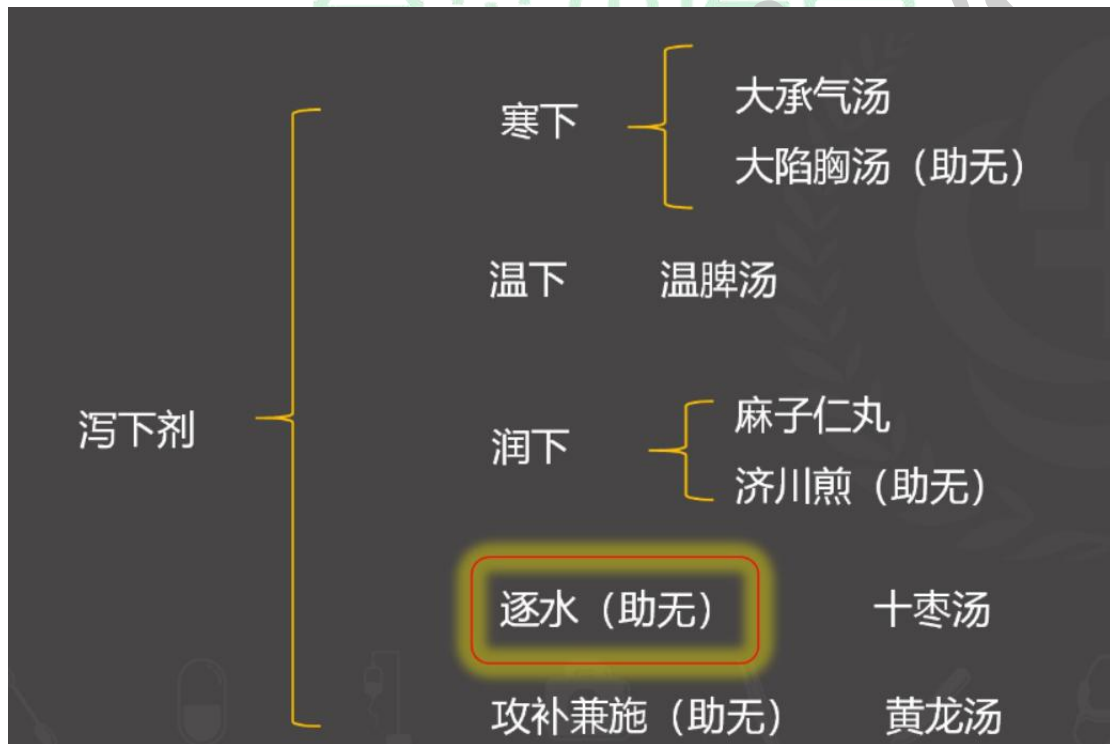 寒下
大承气汤
大陷胸汤（助无）
温下 温脾汤
泻下剂
润下
麻子仁丸
济川煎（助无）
逐水（助无） 十枣汤
攻补兼施（助无） 黄龙汤